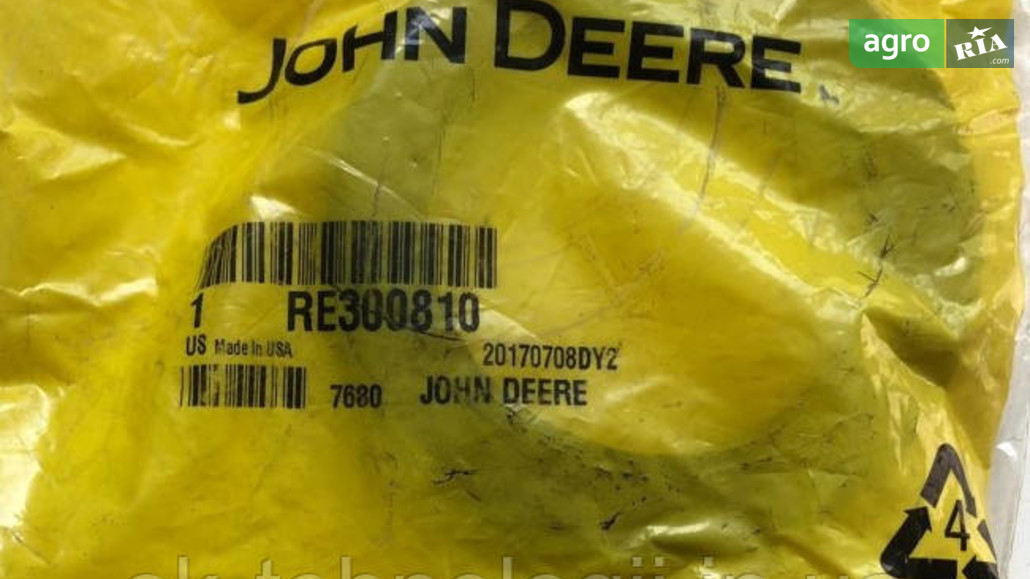 JOHN DEERE
agro RIA .com
1 RE300810
US Made In USA
20170708DY2
7680 JOHN DEERE
4